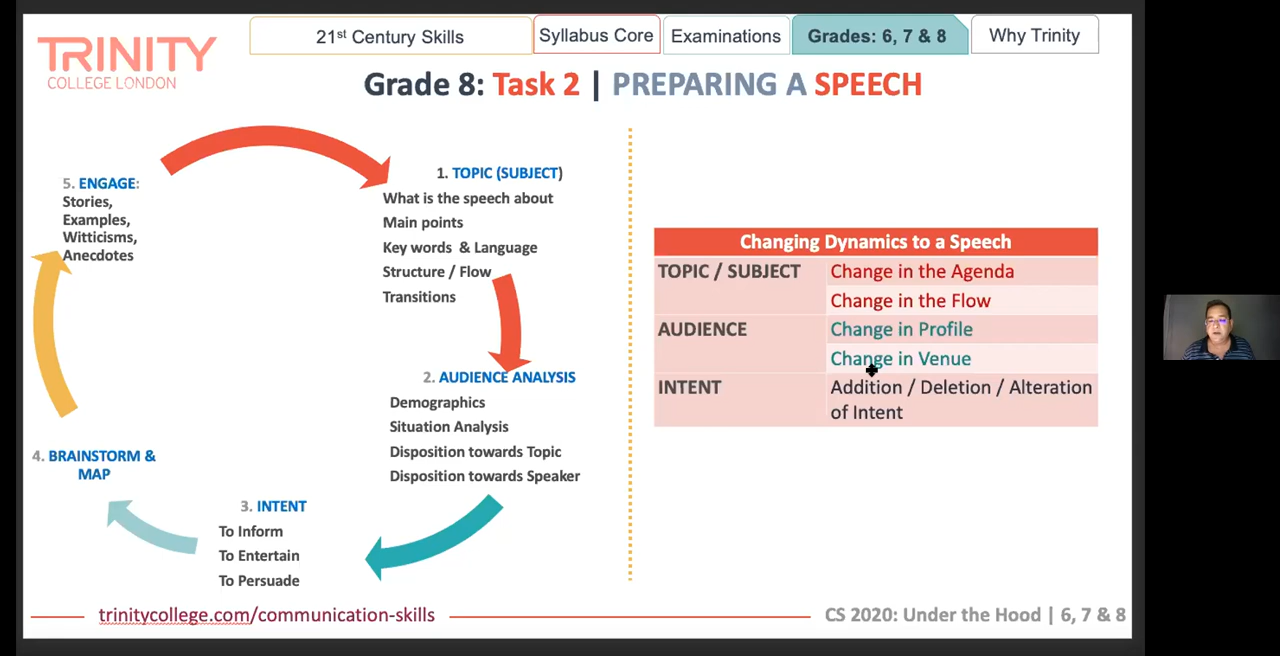 TRINITY
COLLEGE LONDON
21st Century Skills
Syllabus Core
Examinations
Grades: 6, 7 & 8
Why Trinity
Grade 8: Task 2 | PREPARING A SPEECH
1. TOPIC (SUBJECT)
What is the speech about
Main points
Key words & Language
Structure / Flow
Transitions
2. AUDIENCE ANALYSIS
Demographics
Situation Analysis
Disposition towards Topic
Disposition towards Speaker
3. INTENT
To Inform
To Entertain
To Persuade
4. BRAINSTORM &
MAP
5. ENGAGE:
Stories,
Examples,
Witticisms,
Anecdotes
Changing Dynamics to a Speech
TOPIC / SUBJECT
Change in the Agenda
Change in the Flow
AUDIENCE
Change in Profile
Change in Venue
INTENT
Addition / Deletion / Alteration
of Intent
trinitycollege.com/communication-skills
CS 2020: Under the Hood | 6, 7 & 8